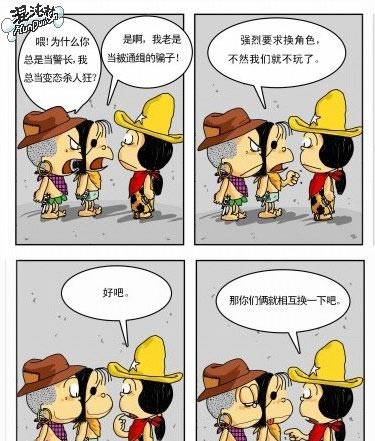 混沌村
HunDunCun
喂!为什么你
总是当警长,我
总当变态杀人狂?
是啊,我老是
当被通缉的骗子!
强烈要求换角色,
不然我们就不玩了。
好吧。
那你们俩就相互换一下吧。